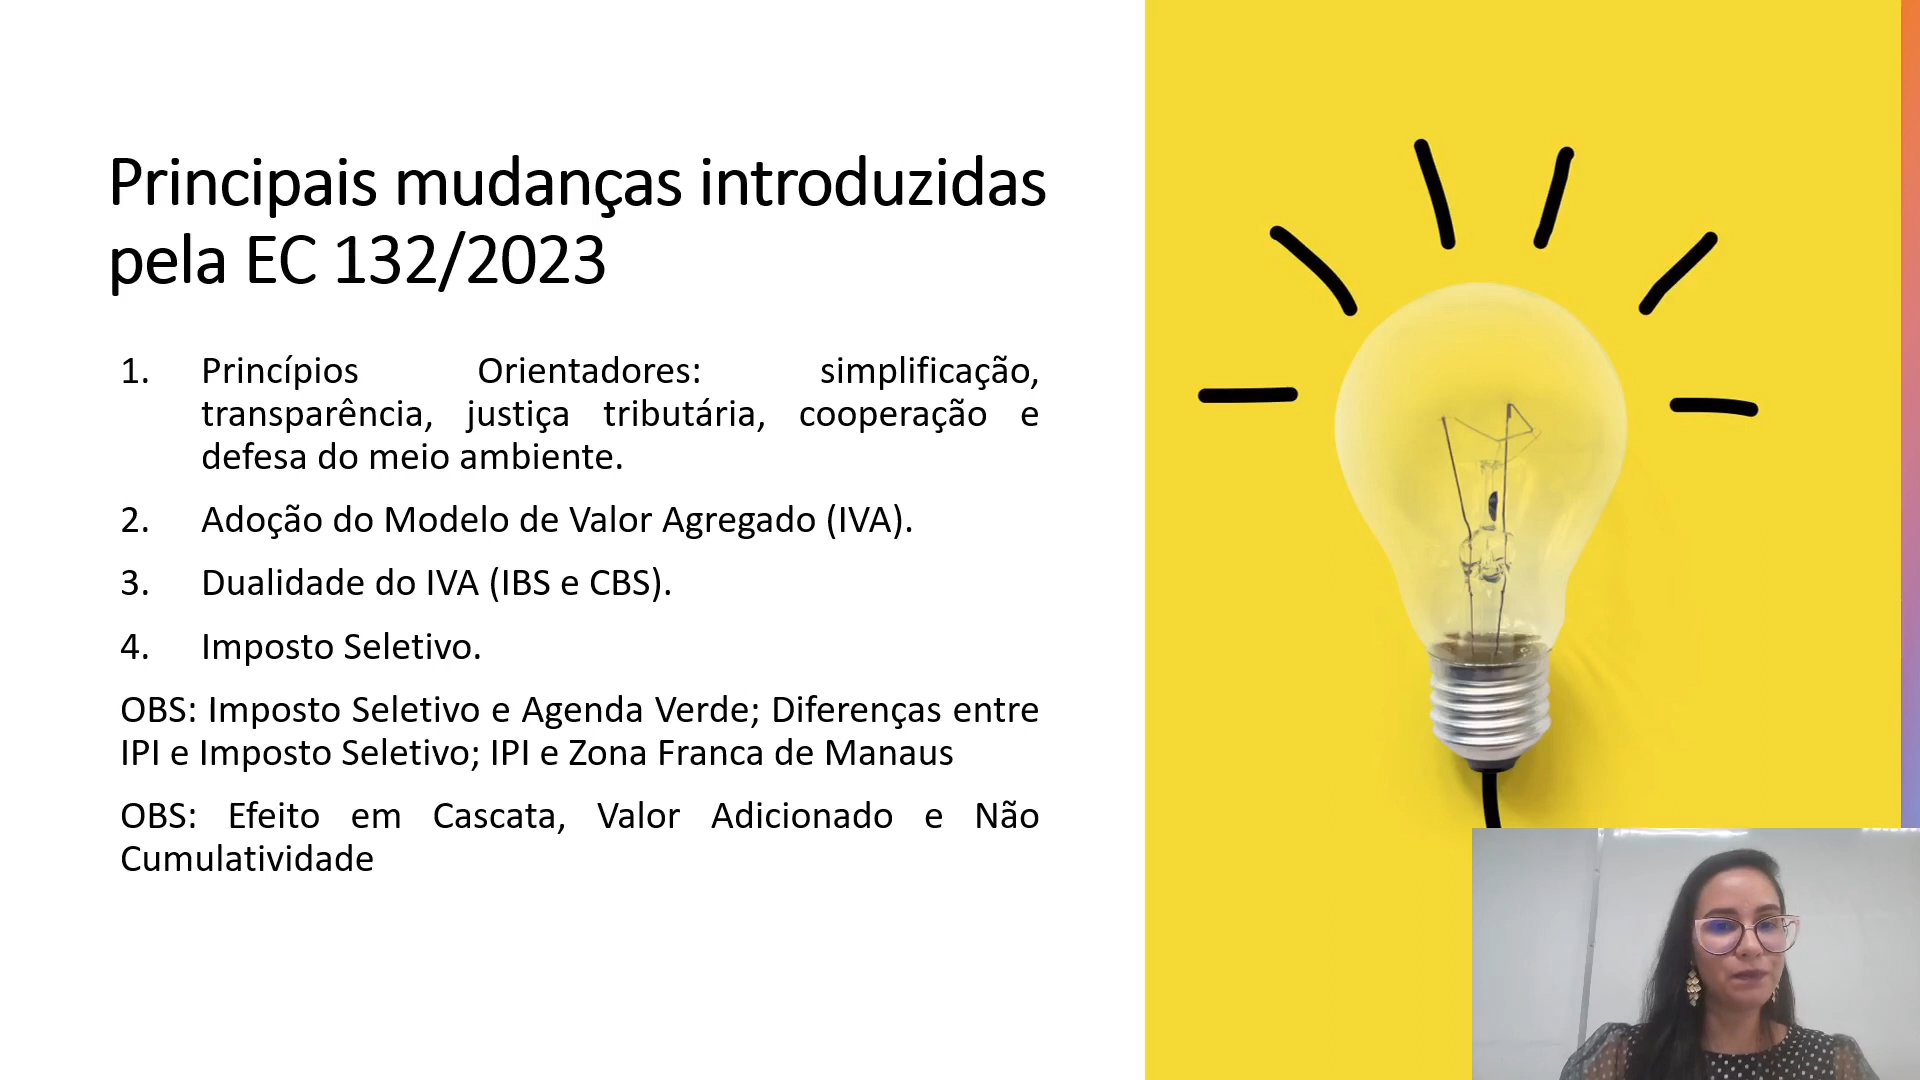 Principais mudanças introduzidas
pela EC 132/2023
1. Princípios Orientadores: simplificação,
transparência, justiça tributária, cooperação e
defesa do meio ambiente.
2. Adoção do Modelo de Valor Agregado (IVA).
3. Dualidade do IVA (IBS e CBS).
4. Imposto Seletivo.
OBS: Imposto Seletivo e Agenda Verde; Diferenças entre
IPI e Imposto Seletivo; IPI e Zona Franca de Manaus
OBS: Efeito em Cascata, Valor Adicionado e Não
Cumulatividade